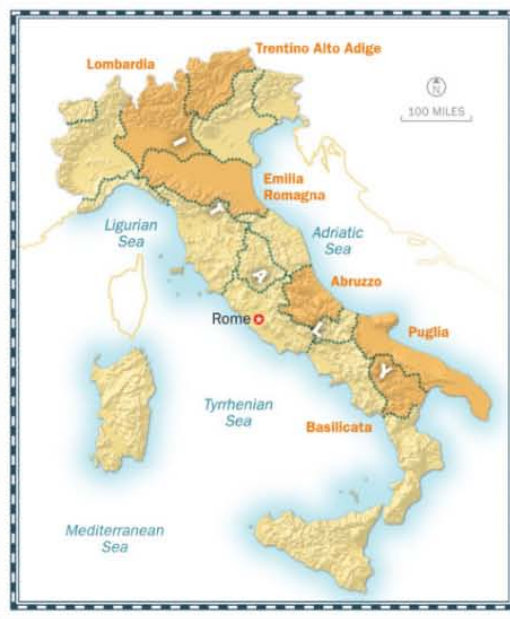 Trentino Alto Adige
Lombardia
N
100 MILES
I
Emilia
Romagna
T
Ligurian
Sea
Adriatic
Sea
A
Abruzzo
Rome
L
Puglia
Y
Tyrrhenian
Sea
Basilicata
Mediterranean
Sea